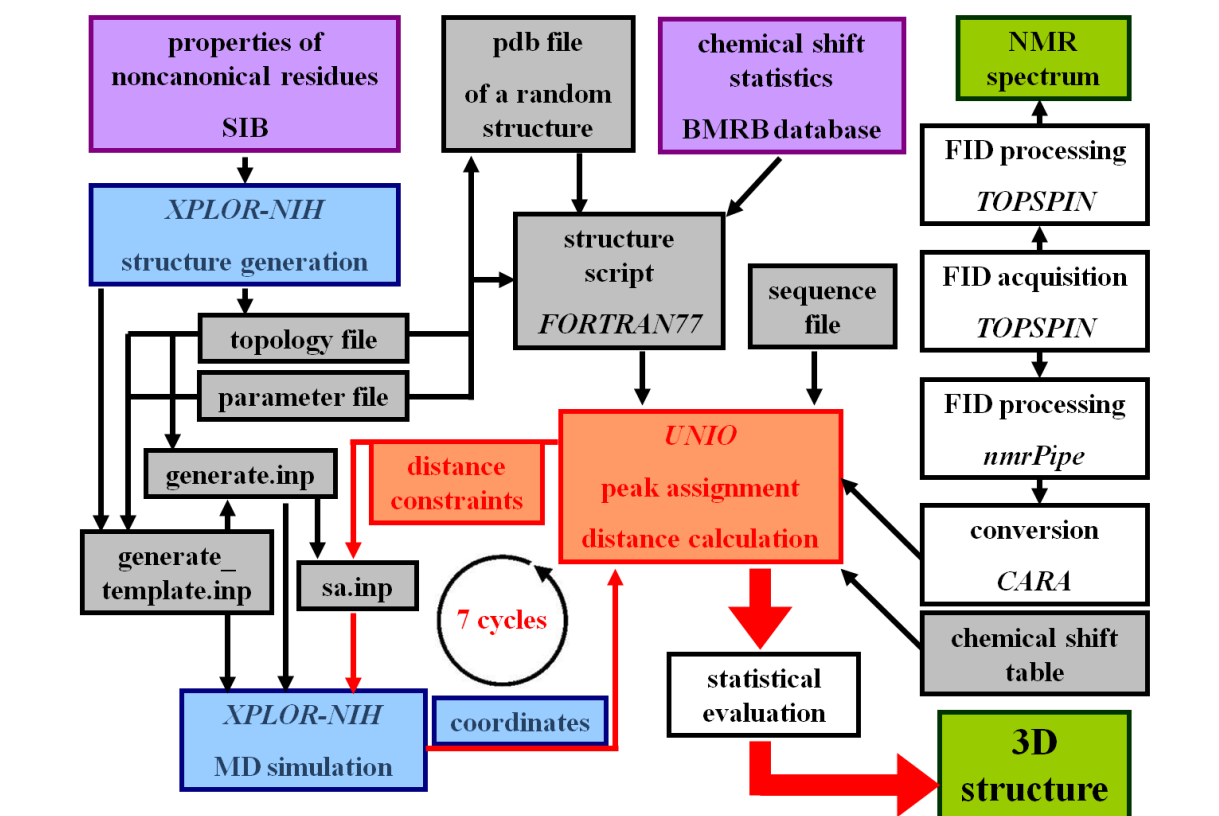 properties of
noncanonical residues
SIB
pdb file
of a random
structure
chemical shift
statistics
BMRB database
NMR
spectrum
FID processing
TOPSPIN
XPLOR-NIH
structure generation
structure
script
FORTRAN77
sequence
file
FID acquisition
TOPSPIN
topology file
parameter file
FID processing
nmrPipe
generate.inp
distance
constraints
UNIO
peak assignment
distance calculation
conversion
CARA
generate_
template.inp
sa.inp
7 cycles
chemical shift
table
statistical
evaluation
XPLOR-NIH
MD simulation
coordinates
3D
structure